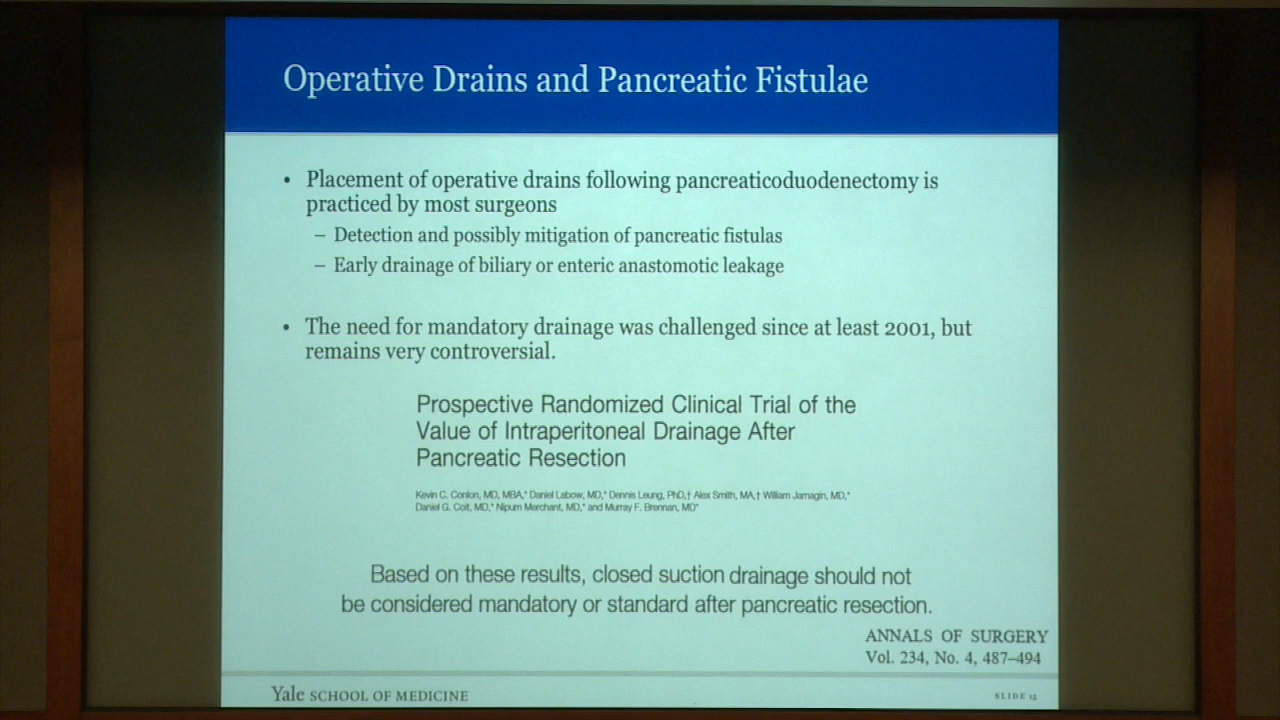 Operative Drains and Pancreatic Fistulae
• Placement of operative drains following pancreaticoduodenectomy is
practiced by most surgeons
– Detection and possibly mitigation of pancreatic fistulas
– Early drainage of biliary or enteric anastomotic leakage
• The need for mandatory drainage was challenged since at least 2001, but
remains very controversial.
Prospective Randomized Clinical Trial of the
Value of Intraperitoneal Drainage After
Pancreatic Resection
Kevin C. Conlon, MD, MBA,* Daniel Labow, MD,* Dennis Leung, PhD,† Alex Smith, MA,† William Jarnagin, MD,*
Daniel G. Coit, MD,* Nipum Merchant, MD,* and Murray F. Brennan, MD*
Based on these results, closed suction drainage should not
be considered mandatory or standard after pancreatic resection.
ANNALS OF SURGERY
Vol. 234, No. 4, 487–494
Yale SCHOOL OF MEDICINE
SLIDE